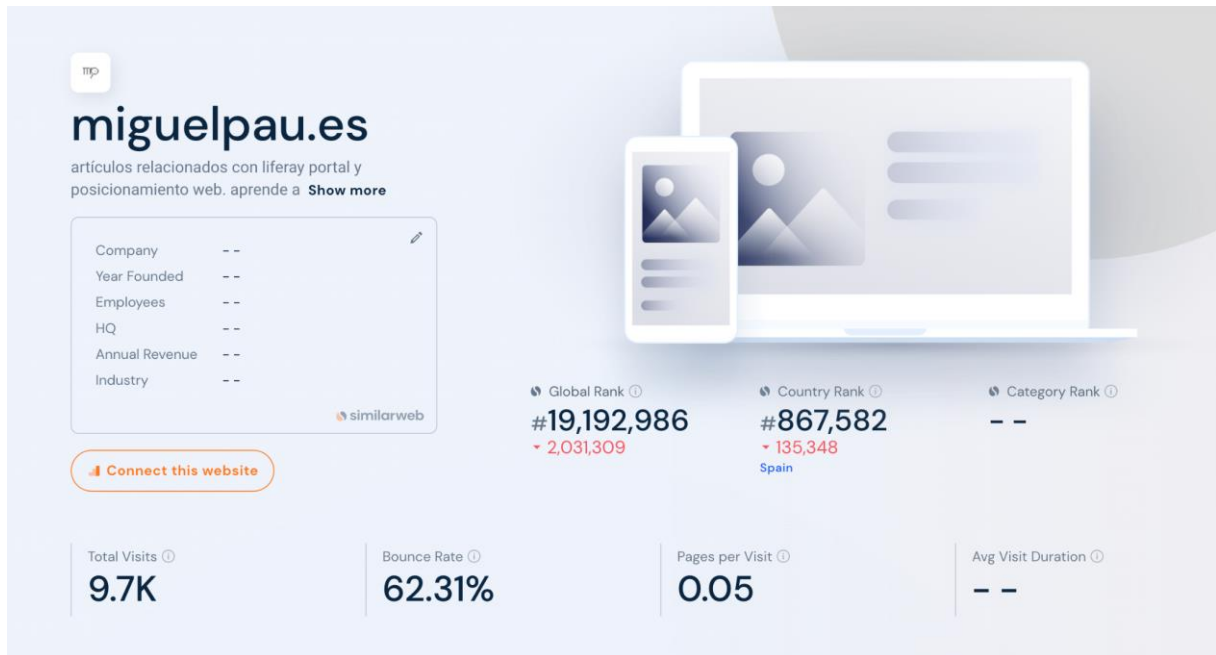 mp
miguelpau.es
artículos relacionados con liferay portal y
posicionamiento web. aprende a Show more
Company - -
Year Founded - -
Employees - -
HQ - -
Annual Revenue - -
Industry - -
similarweb
Connect this website
Global Rank
#19,192,986
2,031,309
Country Rank
#867,582
135,348
Spain
Category Rank
- -
Total Visits
9.7K
Bounce Rate
62.31%
Pages per Visit
0.05
Avg Visit Duration
- -